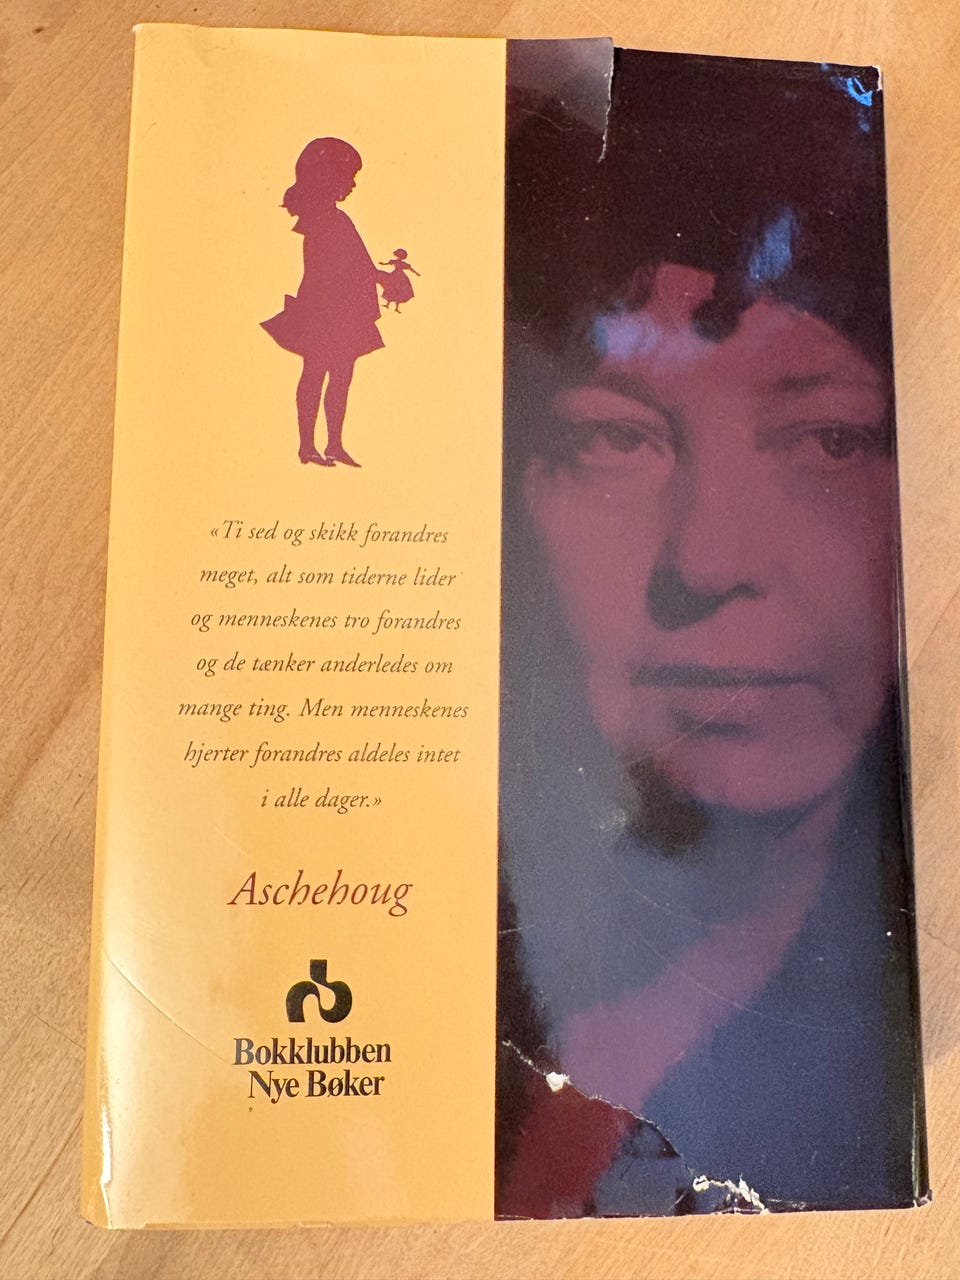 «Ti sed og skikk forandres
meget, alt som tiderne lider
og menneskenes tro forandres
og de tænker anderledes om
mange ting. Men menneskenes
hjerter forandres aldeles intet
i alle dager.»
Aschehoug
Bokklubben
Nye Bøker